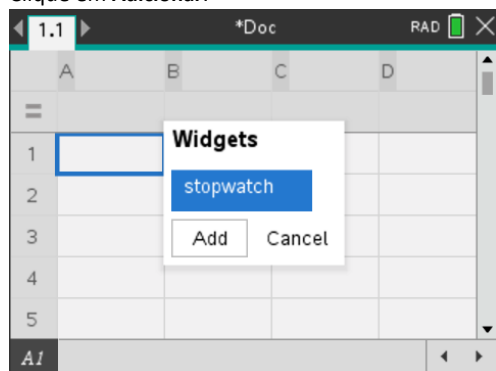 1.1 *Doc RAD
A B C D
=
1
2
3
4
5
Widgets
stopwatch
Add Cancel
A1